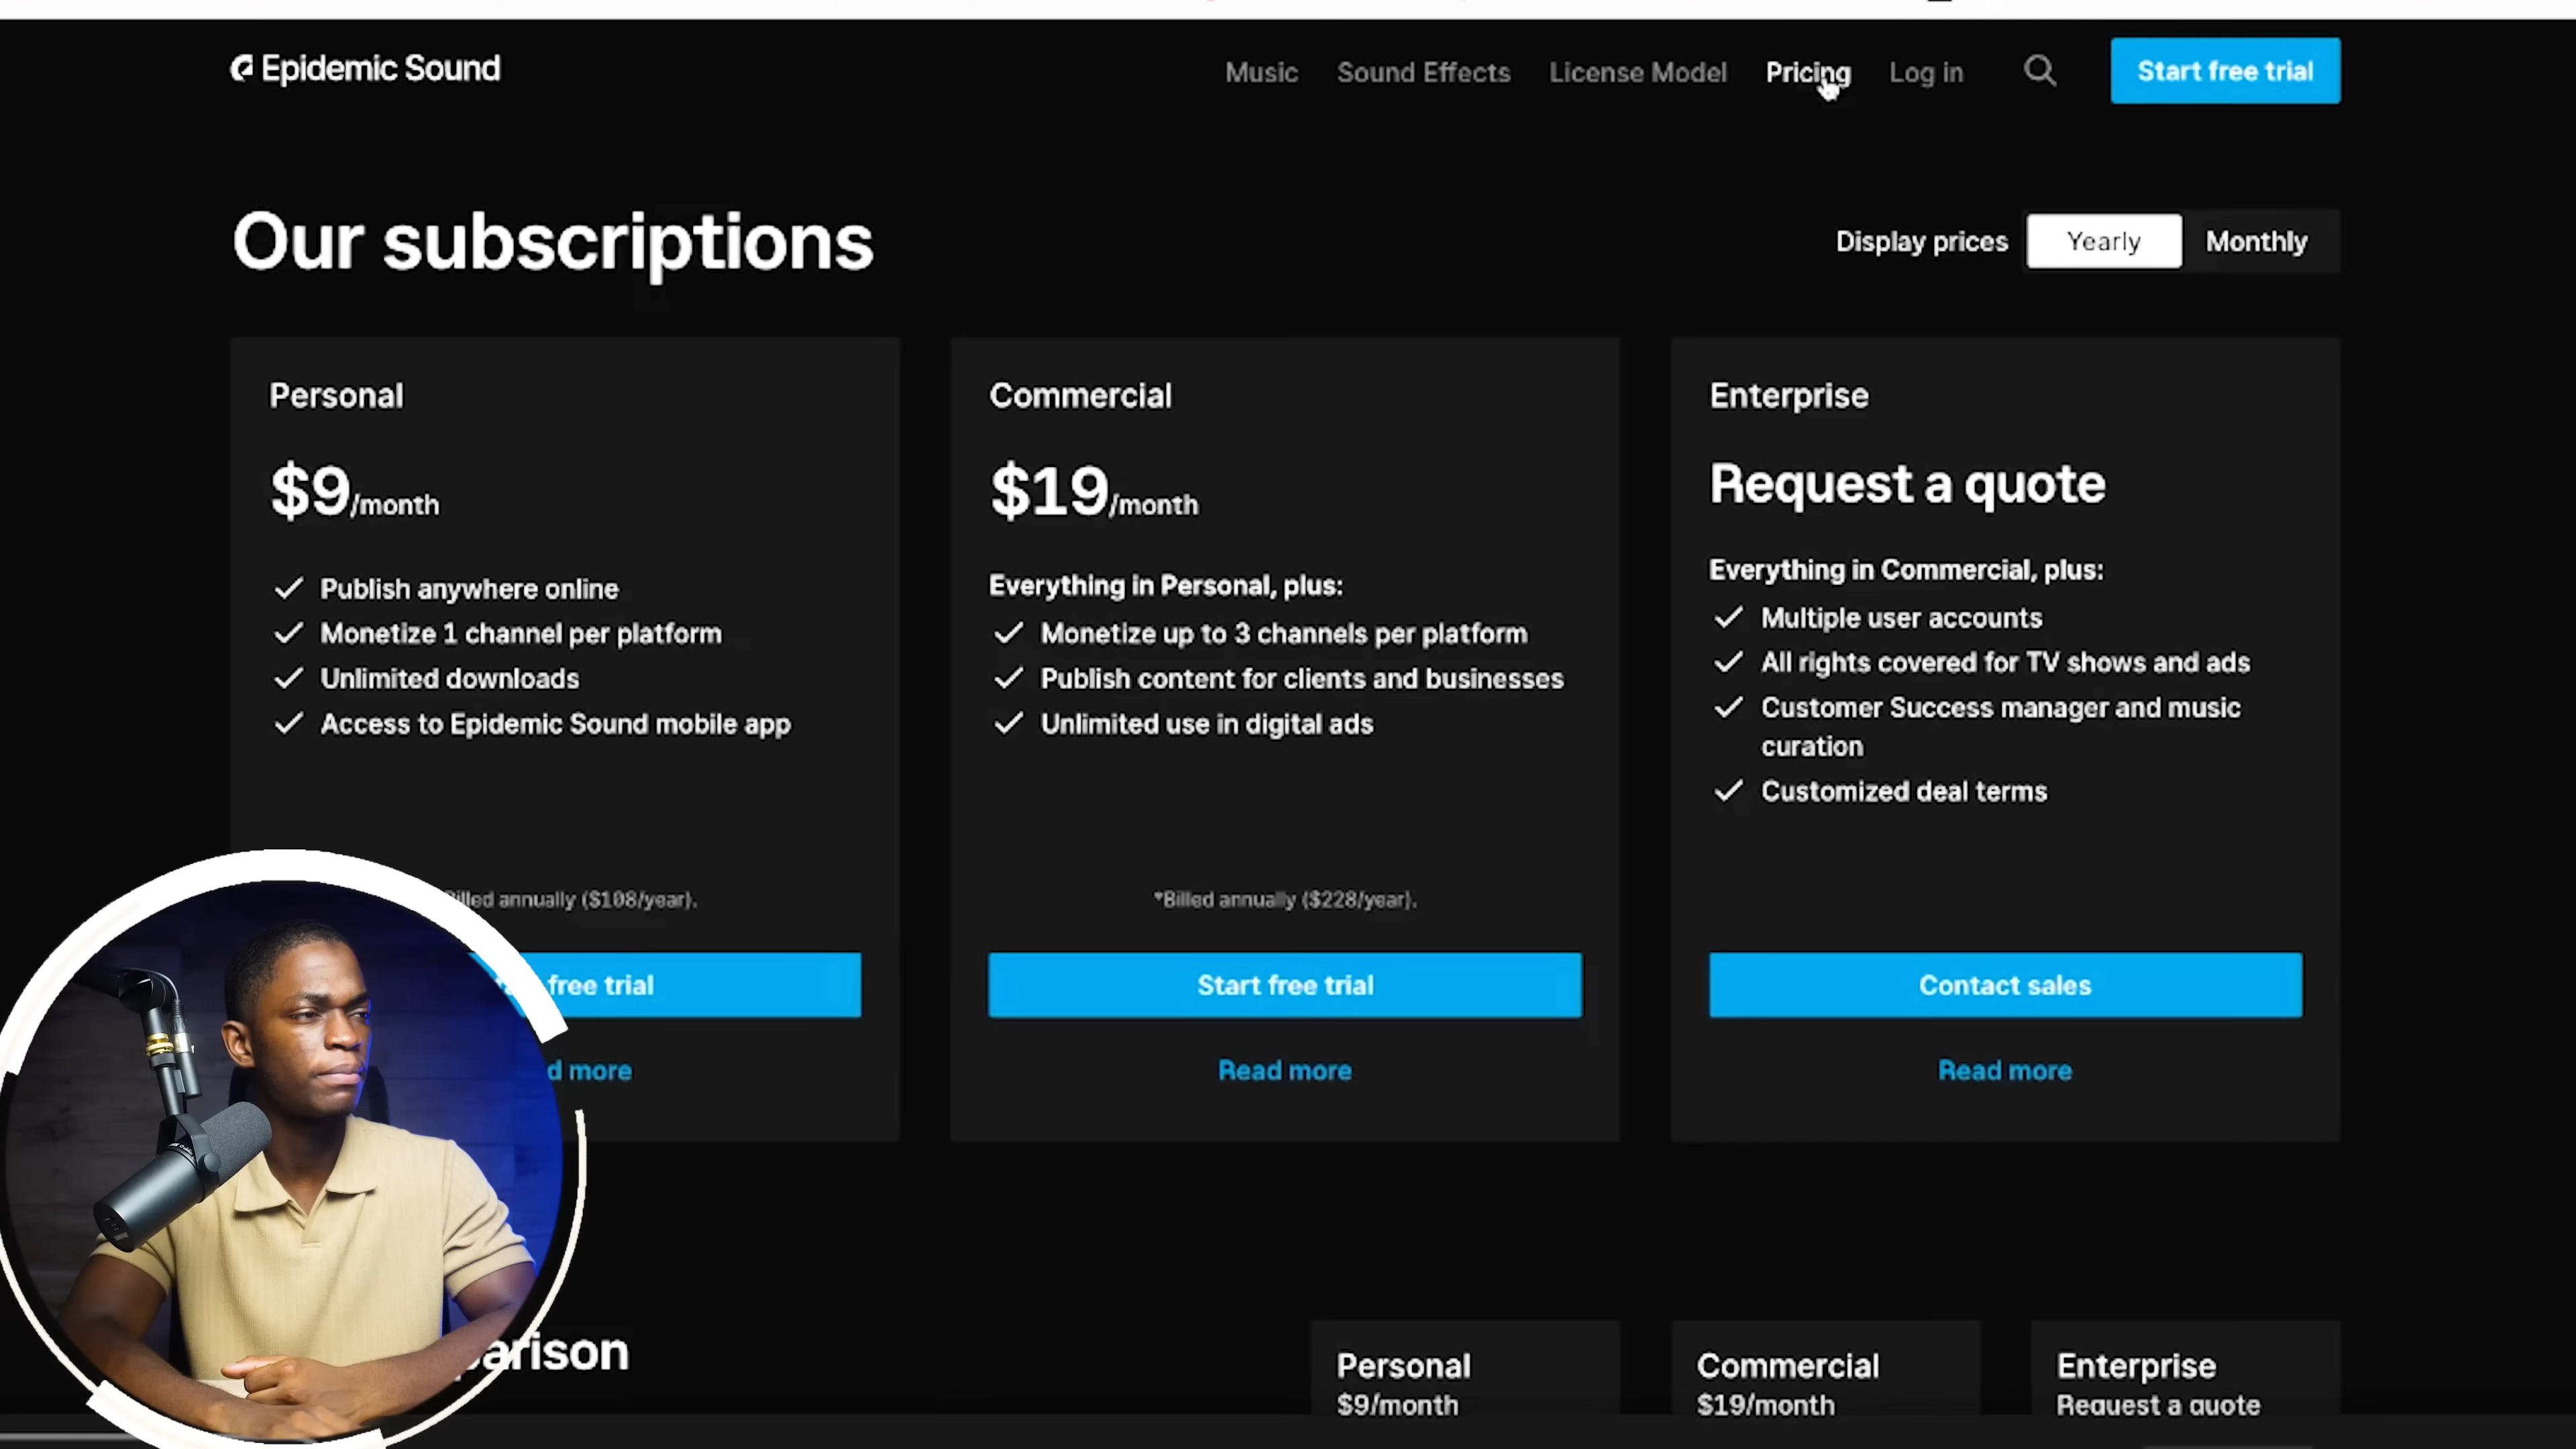 Epidemic Sound
Music Sound Effects License Model Pricing Log in Start free trial
Our subscriptions
Display prices Yearly Monthly
Personal
$9/month
Publish anywhere online
Monetize 1 channel per platform
Unlimited downloads
Access to Epidemic Sound mobile app
annually ($108/year).
free trial
more
Commercial
$19/month
Everything in Personal, plus:
Monetize up to 3 channels per platform
Publish content for clients and businesses
Unlimited use in digital ads
*Billed annually ($228/year).
Start free trial
Read more
Enterprise
Request a quote
Everything in Commercial, plus:
Multiple user accounts
All rights covered for TV shows and ads
Customer Success manager and music
curation
Customized deal terms
Contact sales
Read more
Personal
$9/month
Commercial
$19/month
Enterprise
Request a quote